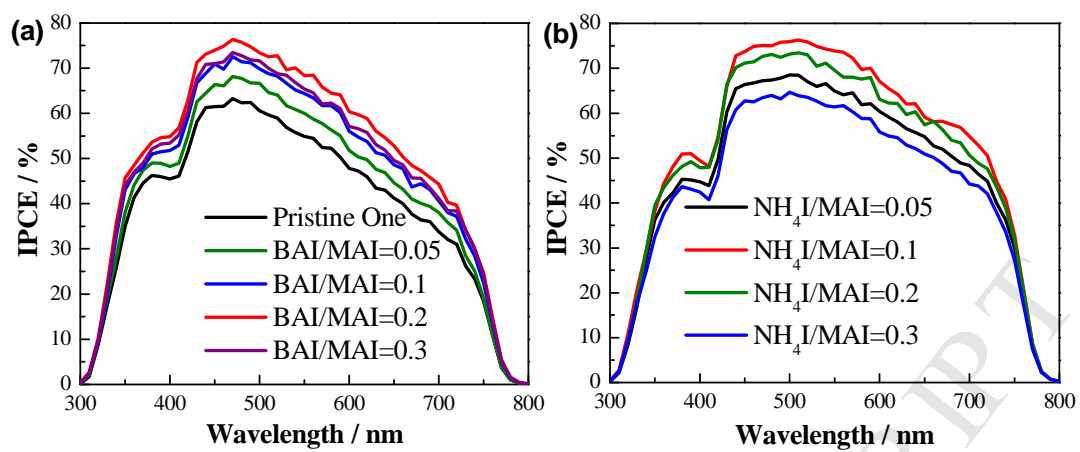 (a)
IPCE / %
80
70
60
50
40
30
20
10
0
Pristine One
BAI/MAI=0.05
BAI/MAI=0.1
BAI/MAI=0.2
BAI/MAI=0.3
300 400 500 600 700 800
Wavelength / nm
(b)
IPCE / %
80
70
60
50
40
30
20
10
0
NH₄I/MAI=0.05
NH₄I/MAI=0.1
NH₄I/MAI=0.2
NH₄I/MAI=0.3
300 400 500 600 700 800
Wavelength / nm